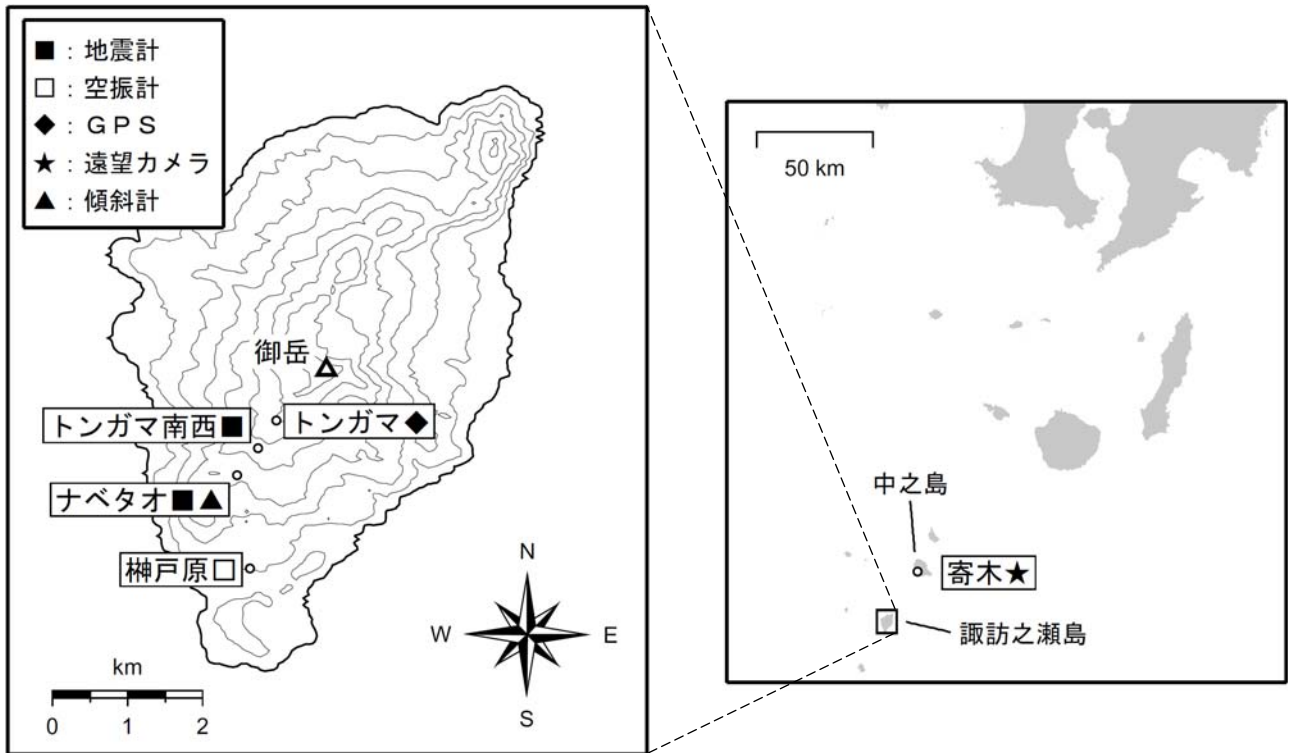 ■：地震計
□：空振計
◆：ＧＰＳ
★：遠望カメラ
▲：傾斜計
御岳
トンガマ南西■
トンガマ◆
ナベタオ■▲
榊戸原□
km
0 1 2
N
W E
S
50 km
中之島
寄木★
諏訪之瀬島